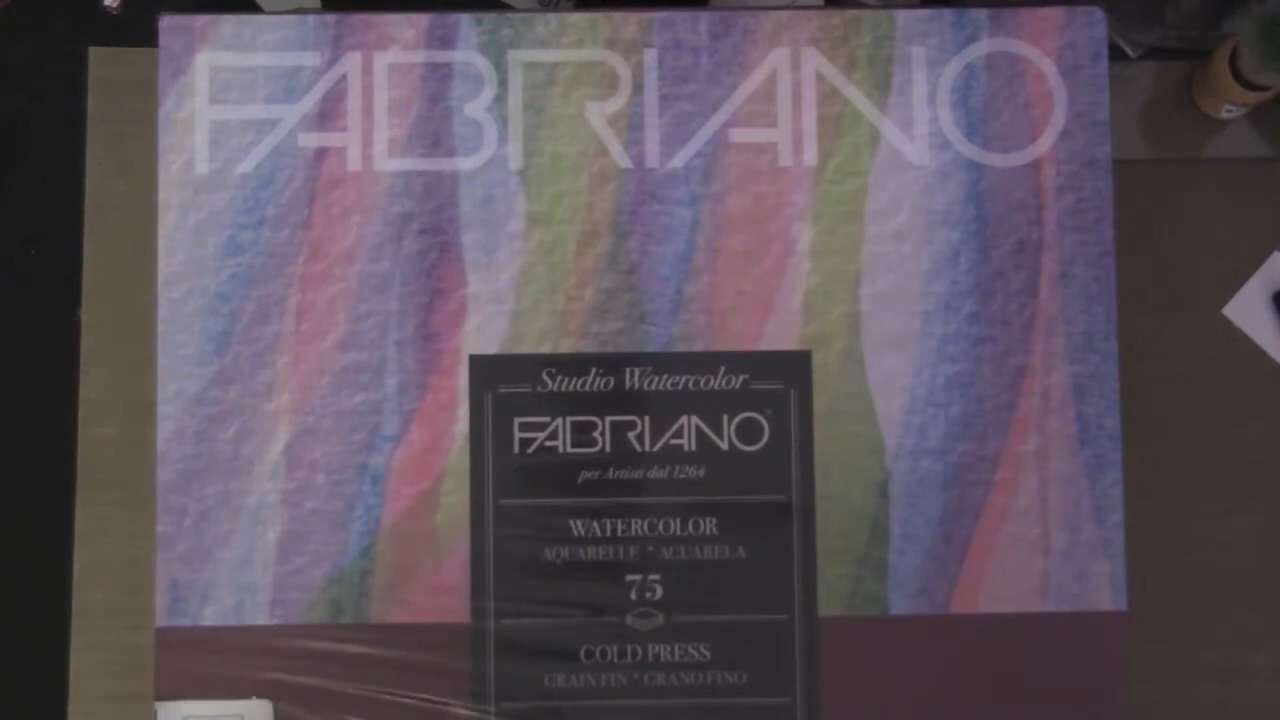 FABRIANO
Studio Watercolor
FABRIANO
per Artisti dal 1264
WATERCOLOR
AQUARELLE * ACUARELA
75
COLD PRESS
GRAIN FIN * GRANO FINO